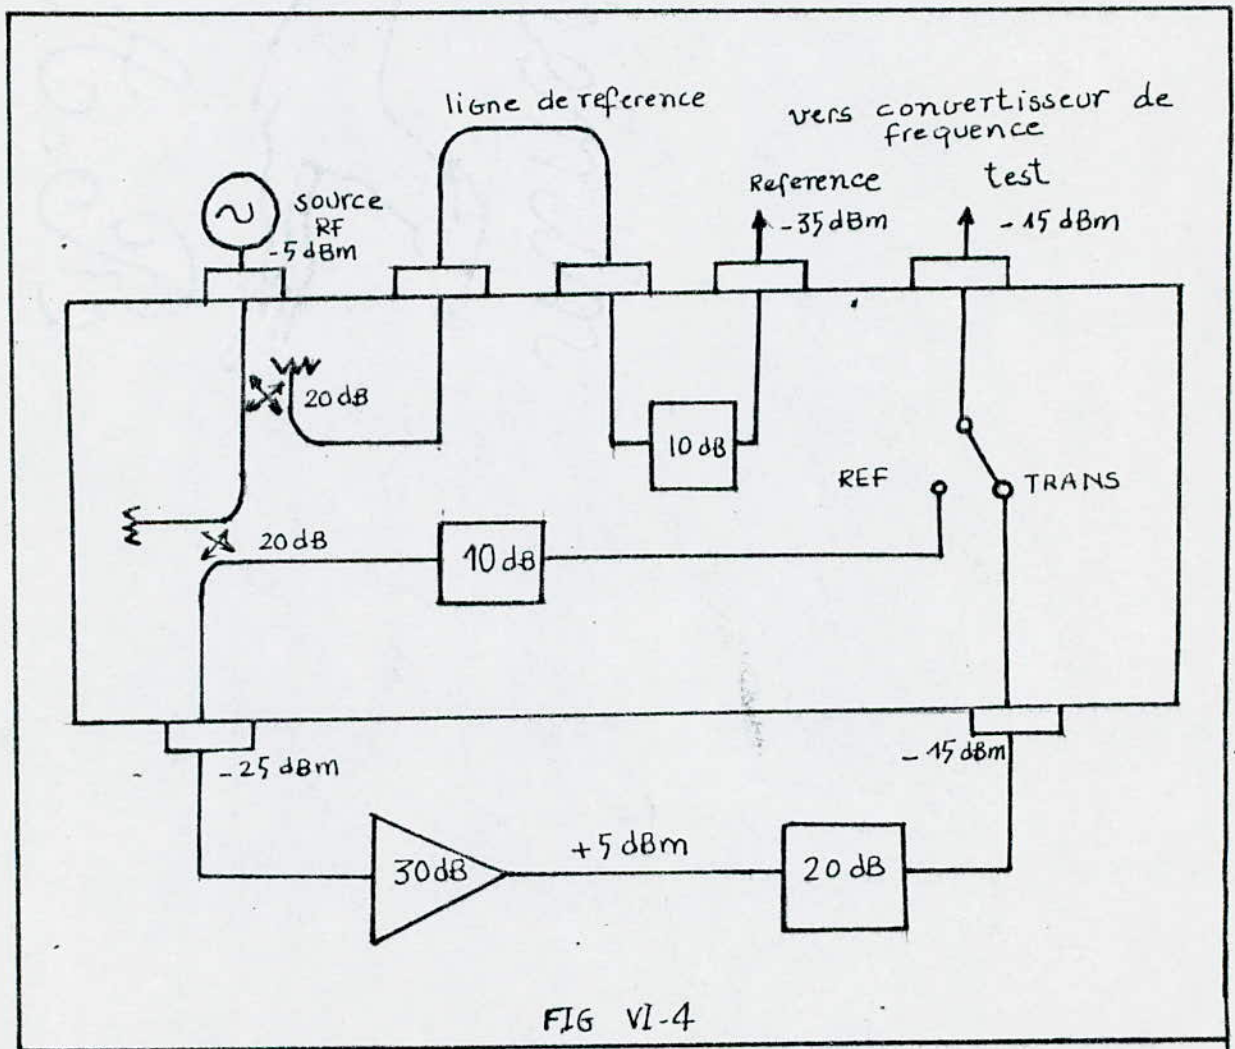 ligne de reference
vers convertisseur de
frequence
source
RF
-5 dBm
Reference
-35 dBm
test
-15 dBm
20 dB
10 dB
REF
TRANS
20 dB
10 dB
-25 dBm
-15 dBm
30 dB
+5 dBm
20 dB
FIG VI-4